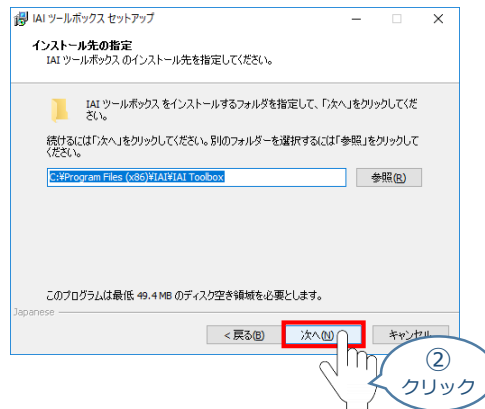 IAI ツールボックス セットアップ
インストール先の指定
IAI ツールボックス のインストール先を指定してください。
IAI ツールボックス をインストールするフォルダを指定して、「次へ」をクリックしてくだ
さい。
続けるには「次へ」をクリックしてください。別のフォルダーを選択するには「参照」をクリックして
ください。
C:¥Program Files (x86)¥IAI¥IAI Toolbox
参照(R)
このプログラムは最低 49.4 MB のディスク空き領域を必要とします。
Japanese
< 戻る(B)
次へ(N)
キャンセル
②
クリック